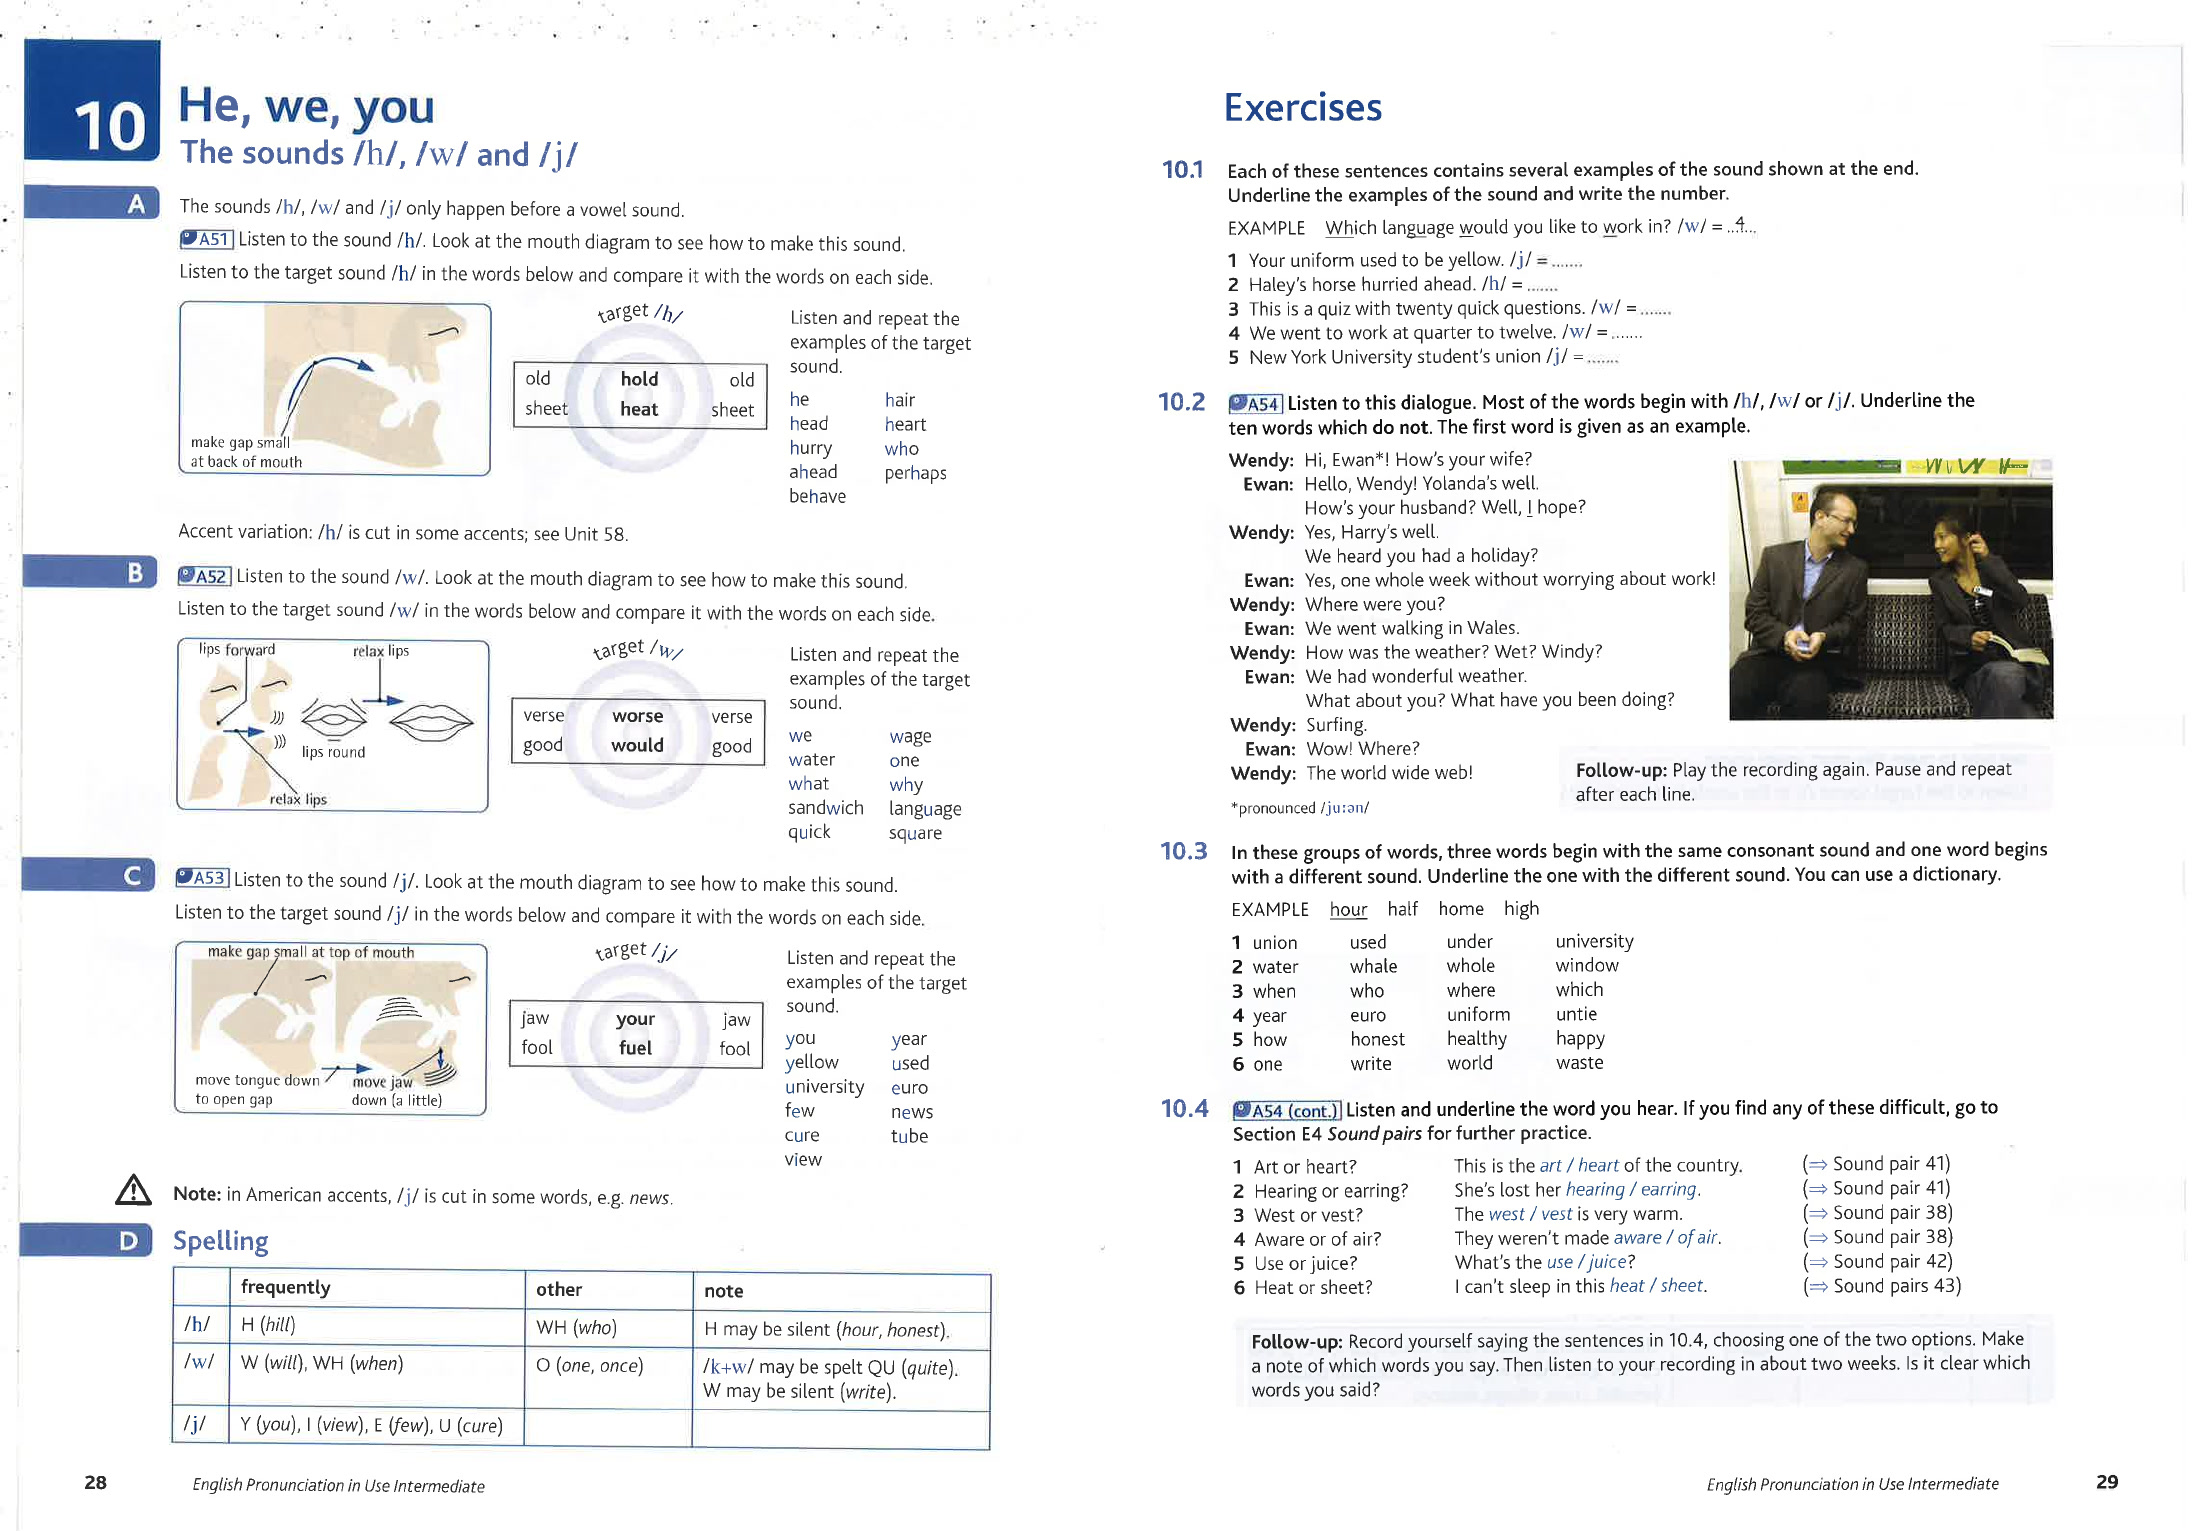 10
He, we, you
The sounds /h/, /w/ and /j/
A
The sounds /h/, /w/ and /j/ only happen before a vowel sound.
A51 Listen to the sound /h/. Look at the mouth diagram to see how to make this sound.
Listen to the target sound /h/ in the words below and compare it with the words on each side.
make gap small
at back of mouth
target /h/
old hold old
sheet heat sheet
Listen and repeat the
examples of the target
sound.
he hair
head heart
hurry who
ahead perhaps
behave
Accent variation: /h/ is cut in some accents; see Unit 58.
B
A52 Listen to the sound /w/. Look at the mouth diagram to see how to make this sound.
Listen to the target sound /w/ in the words below and compare it with the words on each side.
lips forward relax lips
lips round
relax lips
target /w/
verse worse verse
good would good
Listen and repeat the
examples of the target
sound.
we wage
water one
what why
sandwich language
quick square
C
A53 Listen to the sound /j/. Look at the mouth diagram to see how to make this sound.
Listen to the target sound /j/ in the words below and compare it with the words on each side.
make gap small at top of mouth
move tongue down move jaw
to open gap down (a little)
target /j/
jaw your jaw
fool fuel fool
Listen and repeat the
examples of the target
sound.
you year
yellow used
university euro
few news
cure tube
view
Note: in American accents, /j/ is cut in some words, e.g. news.
D
Spelling
frequently other note
/h/ H (hill) WH (who) H may be silent (hour, honest).
/w/ W (will), WH (when) O (one, once) /k+w/ may be spelt QU (quite).
W may be silent (write).
/j/ Y (you), I (view), E (few), U (cure)
28 English Pronunciation in Use Intermediate
Exercises
10.1 Each of these sentences contains several examples of the sound shown at the end.
Underline the examples of the sound and write the number.
EXAMPLE Which language would you like to work in? /w/ = ..4..
1 Your uniform used to be yellow. /j/ = .......
2 Haley's horse hurried ahead. /h/ = .......
3 This is a quiz with twenty quick questions. /w/ = .......
4 We went to work at quarter to twelve. /w/ = .......
5 New York University student's union /j/ = .......
10.2 A54 Listen to this dialogue. Most of the words begin with /h/, /w/ or /j/. Underline the
ten words which do not. The first word is given as an example.
Wendy: Hi, Ewan*! How's your wife?
Ewan: Hello, Wendy! Yolanda's well.
How's your husband? Well, I hope?
Wendy: Yes, Harry's well.
We heard you had a holiday?
Ewan: Yes, one whole week without worrying about work!
Wendy: Where were you?
Ewan: We went walking in Wales.
Wendy: How was the weather? Wet? Windy?
Ewan: We had wonderful weather.
What about you? What have you been doing?
Wendy: Surfing.
Ewan: Wow! Where?
Wendy: The world wide web!
*pronounced /juːən/
Follow-up: Play the recording again. Pause and repeat
after each line.
10.3 In these groups of words, three words begin with the same consonant sound and one word begins
with a different sound. Underline the one with the different sound. You can use a dictionary.
EXAMPLE hour half home high
1 union used under university
2 water whale whole window
3 when who where which
4 year euro uniform untie
5 how honest healthy happy
6 one write world waste
10.4 A54 (cont.) Listen and underline the word you hear. If you find any of these difficult, go to
Section E4 Sound pairs for further practice.
1 Art or heart? This is the art / heart of the country. (⇒ Sound pair 41)
2 Hearing or earring? She's lost her hearing / earring. (⇒ Sound pair 41)
3 West or vest? The west / vest is very warm. (⇒ Sound pair 38)
4 Aware or of air? They weren't made aware / of air. (⇒ Sound pair 38)
5 Use or juice? What's the use / juice? (⇒ Sound pair 42)
6 Heat or sheet? I can't sleep in this heat / sheet. (⇒ Sound pairs 43)
Follow-up: Record yourself saying the sentences in 10.4, choosing one of the two options. Make
a note of which words you say. Then listen to your recording in about two weeks. Is it clear which
words you said?
English Pronunciation in Use Intermediate 29